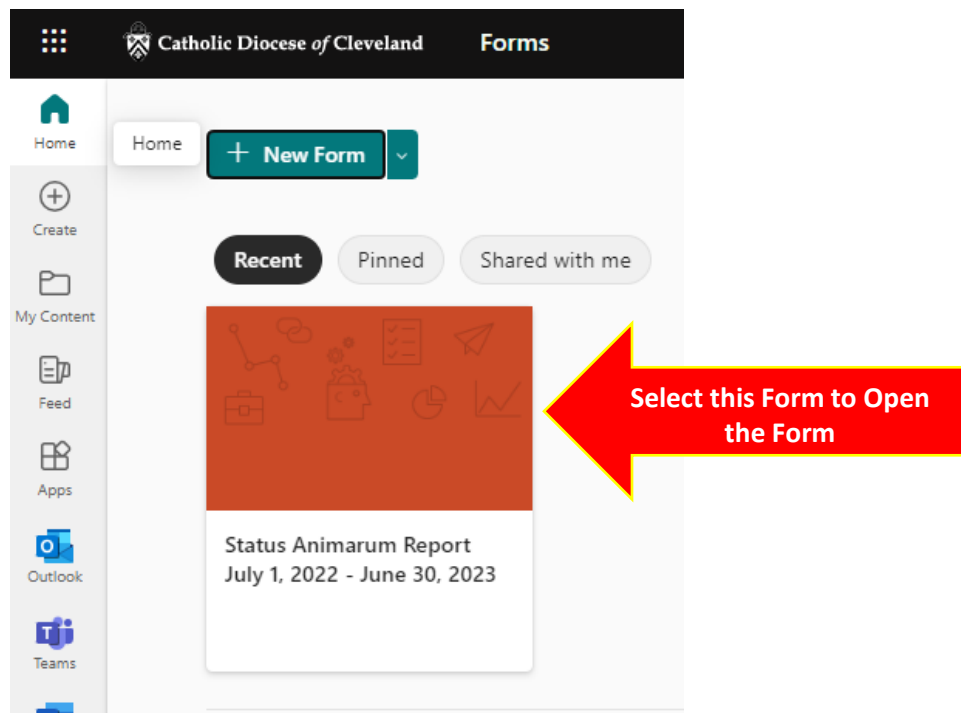 Catholic Diocese of Cleveland
Forms
Home
Home
New Form
Create
Recent
Pinned
Shared with me
My Content
Feed
Select this Form to Open
the Form
Apps
Status Animarum Report
July 1, 2022 - June 30, 2023
Outlook
Teams